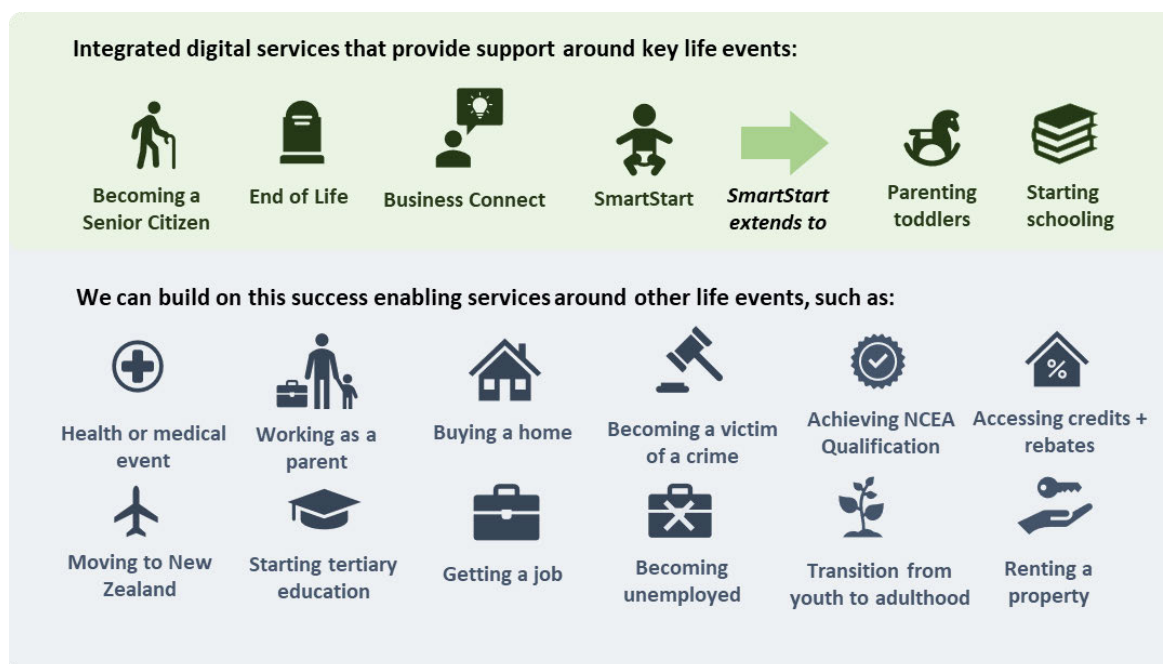 Integrated digital services that provide support around key life events:
Becoming a
Senior Citizen
End of Life
Business Connect
SmartStart
SmartStart
extends to
Parenting
toddlers
Starting
schooling
We can build on this success enabling services around other life events, such as:
Health or medical
event
Working as a
parent
Buying a home
Becoming a victim
of a crime
Achieving NCEA
Qualification
Accessing credits +
rebates
%
Moving to New
Zealand
Starting tertiary
education
Getting a job
Becoming
unemployed
Transition from
youth to adulthood
Renting a
property